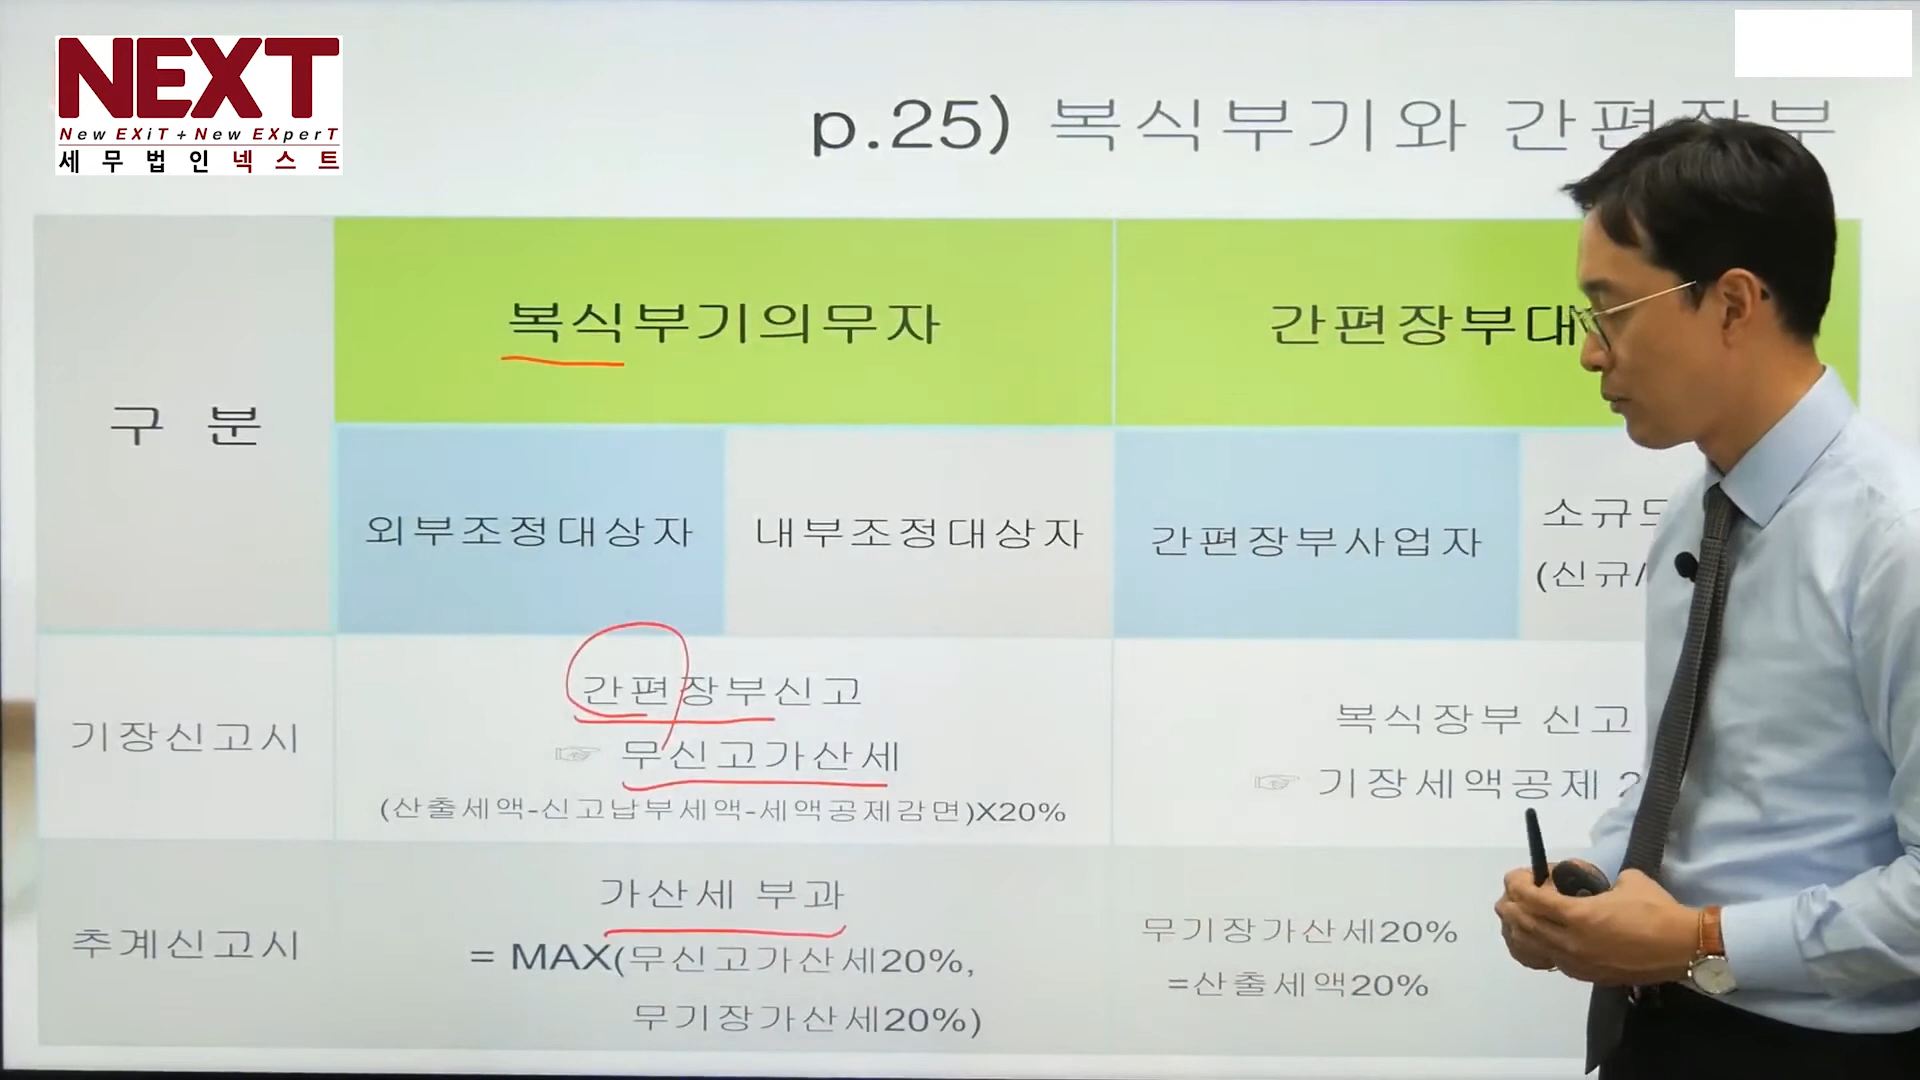 NEXT
New EXiT + New EXperT
세무법인넥스트
p.25) 복식부기와 간편장부
구 분
복식부기의무자
간편장부대
외부조정대상자
내부조정대상자
간편장부사업자
소규모
(신규/
기장신고시
간편장부신고
☞ 무신고가산세
(산출세액-신고납부세액-세액공제감면)X20%
복식장부 신고
☞ 기장세액공제 2
추계신고시
가산세 부과
= MAX(무신고가산세20%,
무기장가산세20%)
무기장가산세20%
=산출세액20%